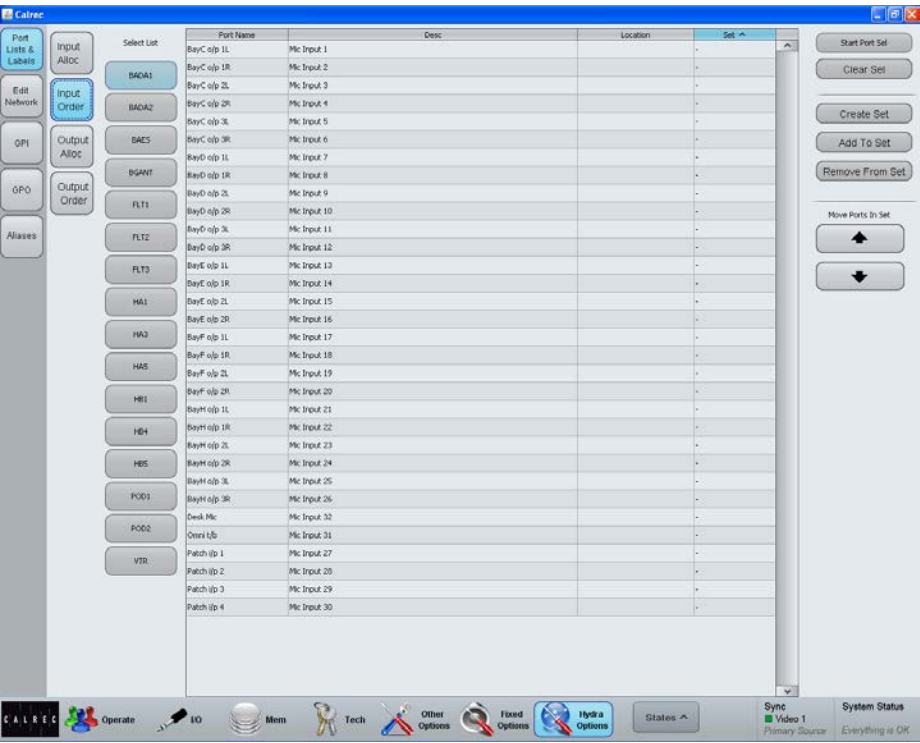 Calrec
Port Lists & Labels
Edit Network
GPI
GPO
Aliases
Input Alloc
Input Order
Output Alloc
Output Order
Select List
BADA1
BADA2
BAES
BGANT
FLT1
FLT2
FLT3
HA1
HA3
HA5
HB1
HB4
HB5
POD1
POD2
VTR
Port Name Desc Location Set
BayC o/p 1L Mic Input 1 -
BayC o/p 1R Mic Input 2 -
BayC o/p 2L Mic Input 3 -
BayC o/p 2R Mic Input 4 -
BayC o/p 3L Mic Input 5 -
BayC o/p 3R Mic Input 6 -
BayD o/p 1L Mic Input 7 -
BayD o/p 1R Mic Input 8 -
BayD o/p 2L Mic Input 9 -
BayD o/p 2R Mic Input 10 -
BayD o/p 3L Mic Input 11 -
BayD o/p 3R Mic Input 12 -
BayE o/p 1L Mic Input 13 -
BayE o/p 1R Mic Input 14 -
BayE o/p 2L Mic Input 15 -
BayE o/p 2R Mic Input 16 -
BayF o/p 1L Mic Input 17 -
BayF o/p 1R Mic Input 18 -
BayF o/p 2L Mic Input 19 -
BayF o/p 2R Mic Input 20 -
BayH o/p 1L Mic Input 21 -
BayH o/p 1R Mic Input 22 -
BayH o/p 2L Mic Input 23 -
BayH o/p 2R Mic Input 24 -
BayH o/p 3L Mic Input 25 -
BayH o/p 3R Mic Input 26 -
Desk Mic Mic Input 32 -
Omni t/b Mic Input 31 -
Patch i/p 1 Mic Input 27 -
Patch i/p 2 Mic Input 28 -
Patch i/p 3 Mic Input 29 -
Patch i/p 4 Mic Input 30 -
Start Port Sel
Clear Sel
Create Set
Add To Set
Remove From Set
Move Ports In Set
CALREC
Operate
I/O
Mem
Tech
Other Options
Fixed Options
Hydra Options
States
Sync
Video 1
Primary Source
System Status
Everything is OK